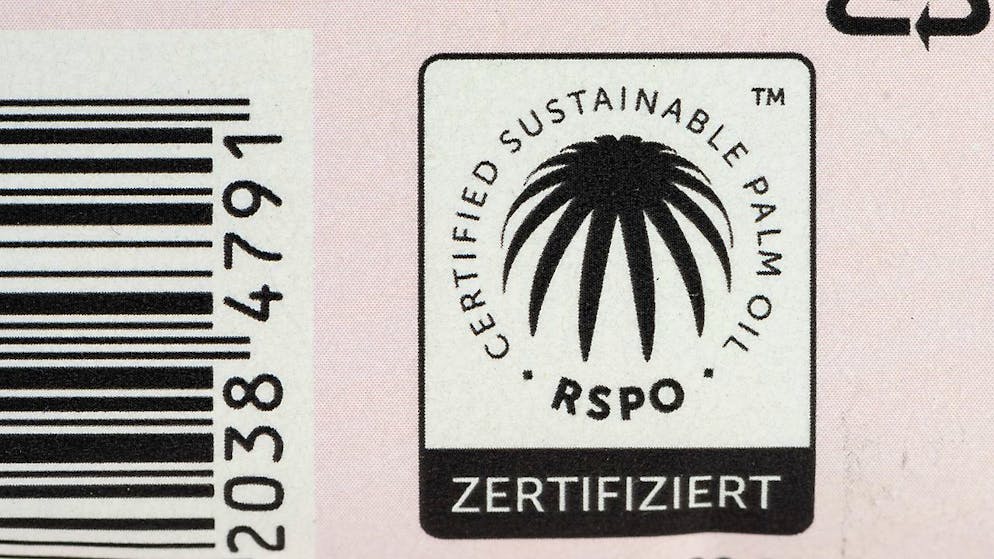 2038 4791
CERTIFIED SUSTAINABLE PALM OIL
TM
RSPO
ZERTIFIZIERT